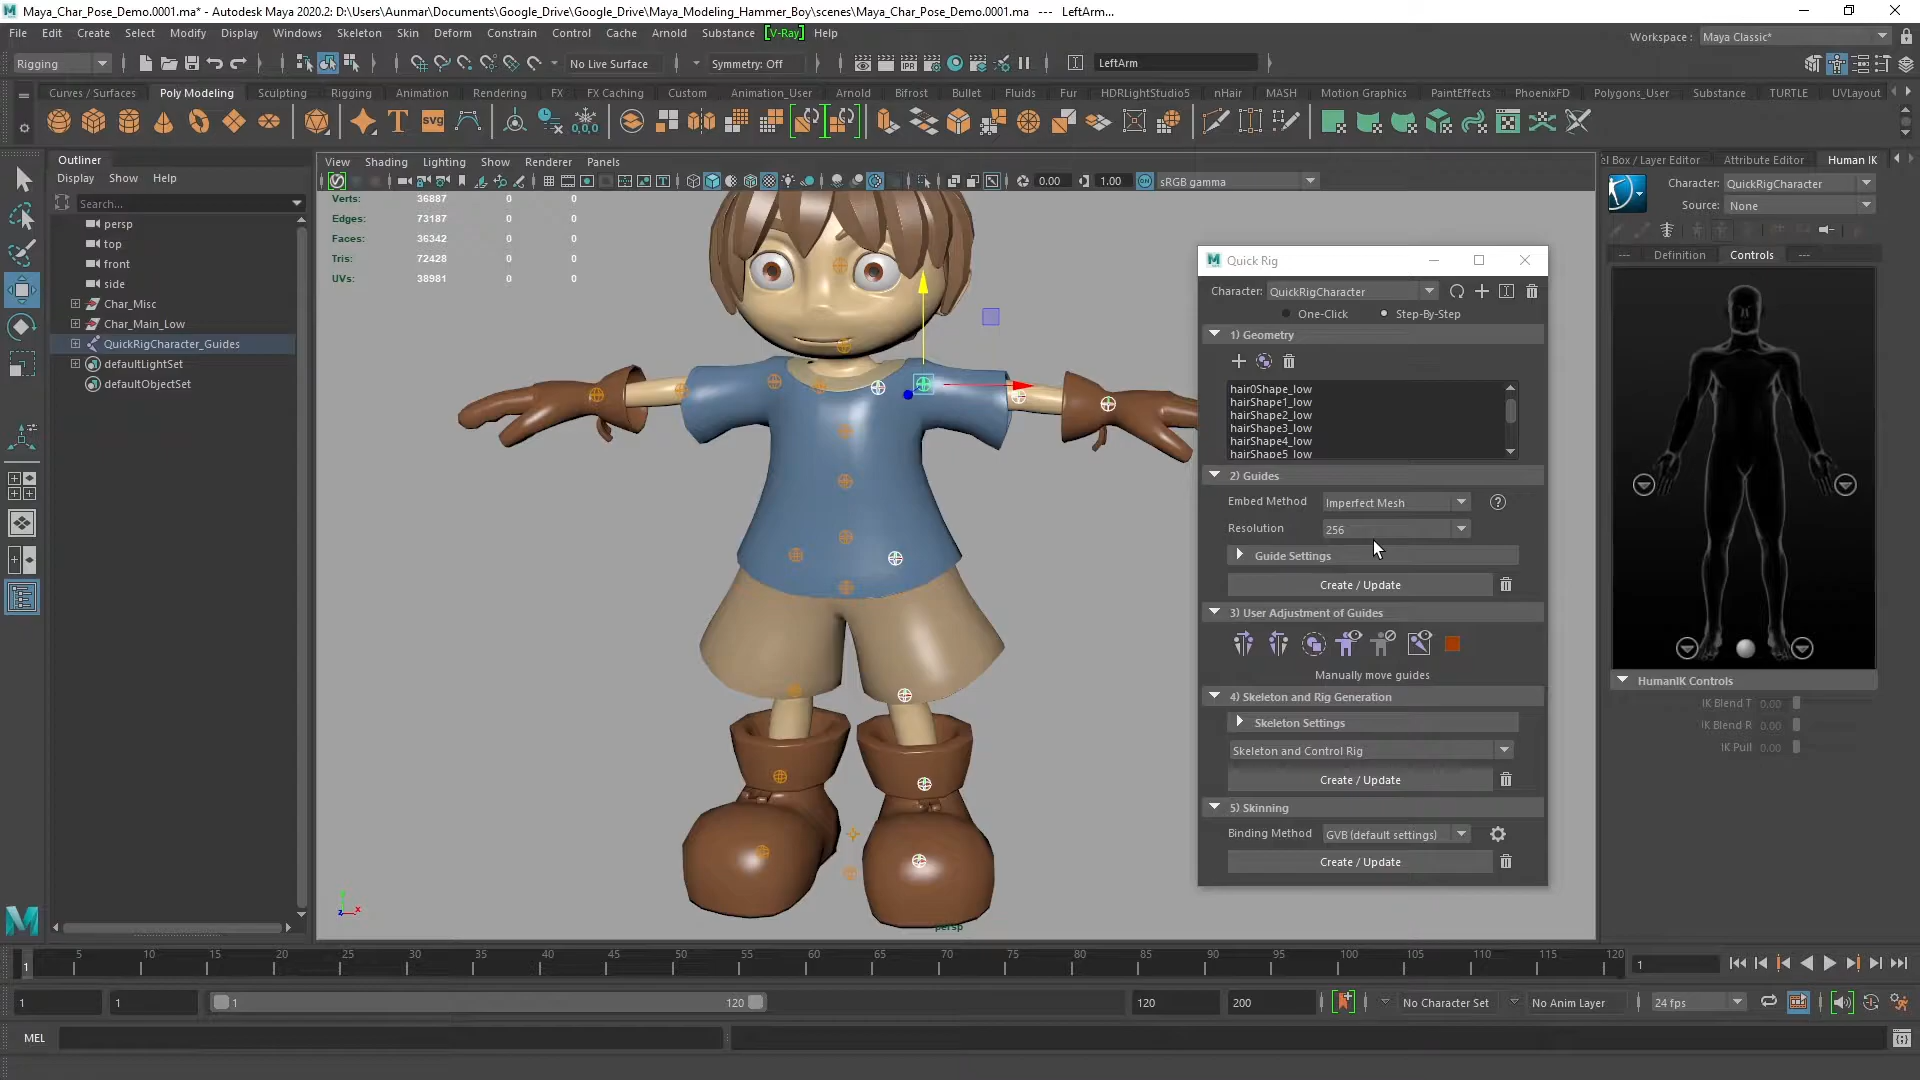 Maya_Char_Pose_Demo.0001.ma* - Autodesk Maya 2020.2: D:\Users\Aunmar\Documents\Google_Drive\Google_Drive\Maya_Modeling_Hammer_Boy\scenes\Maya_Char_Pose_Demo.0001.ma --- LeftArm...
File Edit Create Select Modify Display Windows Skeleton Skin Deform Constrain Control Cache Arnold Substance [V-Ray] Help
Workspace : Maya Classic*
Rigging No Live Surface Symmetry: Off LeftArm
Curves / Surfaces Poly Modeling Sculpting Rigging Animation Rendering FX FX Caching Custom Animation_User Arnold Bifrost Bullet Fluids Fur HDRLightStudio5 nHair MASH Motion Graphics PaintEffects PhoenixFD Polygons_User Substance TURTLE UVLayout
IPR 0,0,0 T SVG
Outliner
Display Show Help
Search...
persp
top
front
side
Char_Misc
Char_Main_Low
QuickRigCharacter_Guides
defaultLightSet
defaultObjectSet
View Shading Lighting Show Renderer Panels
0.00 1.00 sRGB gamma
Verts: 36887 0 0
Edges: 73187 0 0
Faces: 36342 0 0
Tris: 72428 0 0
UVs: 38981 0 0
persp
Quick Rig
Character: QuickRigCharacter
One-Click Step-By-Step
1) Geometry
hair0Shape_low
hairShape1_low
hairShape2_low
hairShape3_low
hairShape4_low
hairShape5_low
2) Guides
Embed Method Imperfect Mesh
Resolution 256
Guide Settings
Create / Update
3) User Adjustment of Guides
Manually move guides
4) Skeleton and Rig Generation
Skeleton Settings
Skeleton and Control Rig
Create / Update
5) Skinning
Binding Method GVB (default settings)
Create / Update
el Box / Layer Editor Attribute Editor Human IK
Character: QuickRigCharacter
Source: None
--- Definition Controls ---
HumanIK Controls
IK Blend T 0.00
IK Blend R 0.00
IK Pull 0.00
1 5 10 15 20 25 30 35 40 45 50 55 60 65 70 75 80 85 90 95 100 105 110 115 120 1
1 1 1 120 120 200 No Character Set No Anim Layer 24 fps
MEL